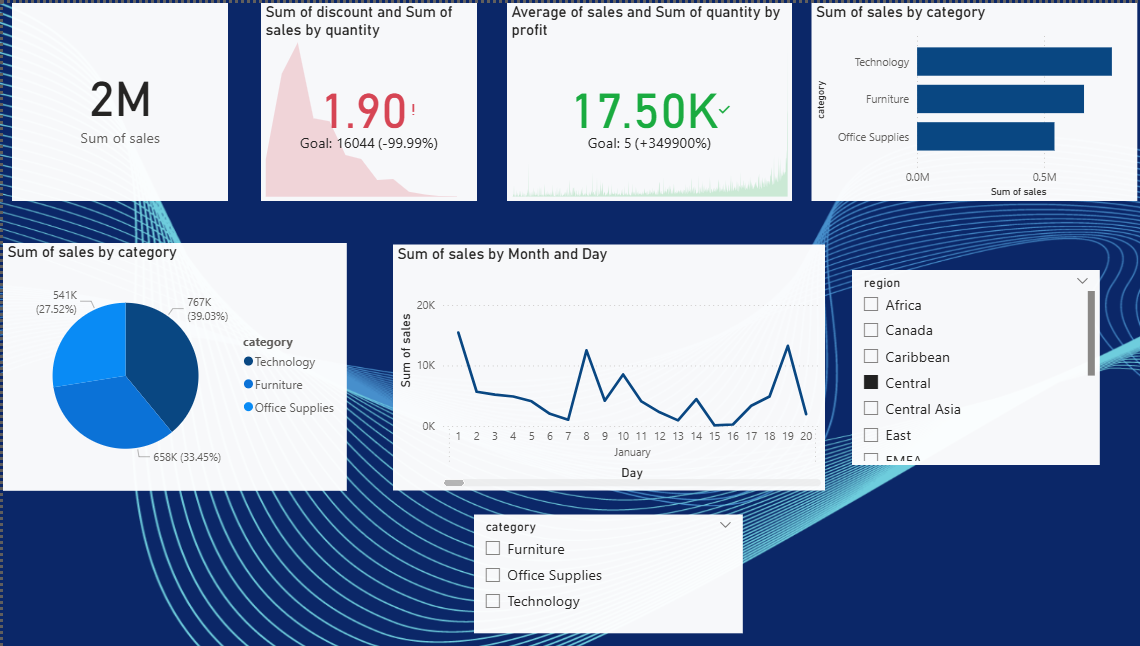 2M
Sum of sales
Sum of discount and Sum of
sales by quantity
1.90!
Goal: 16044 (-99.99%)
Average of sales and Sum of quantity by
profit
17.50K
Goal: 5 (+349900%)
Sum of sales by category
category
Technology
Furniture
Office Supplies
0.0M
0.5M
Sum of sales
Sum of sales by category
541K
(27.52%)
767K
(39.03%)
658K (33.45%)
category
Technology
Furniture
Office Supplies
Sum of sales by Month and Day
Sum of sales
20K
10K
0K
1 2 3 4 5 6 7 8 9 10 11 12 13 14 15 16 17 18 19 20
January
Day
region
Africa
Canada
Caribbean
Central
Central Asia
East
EMEA
category
Furniture
Office Supplies
Technology